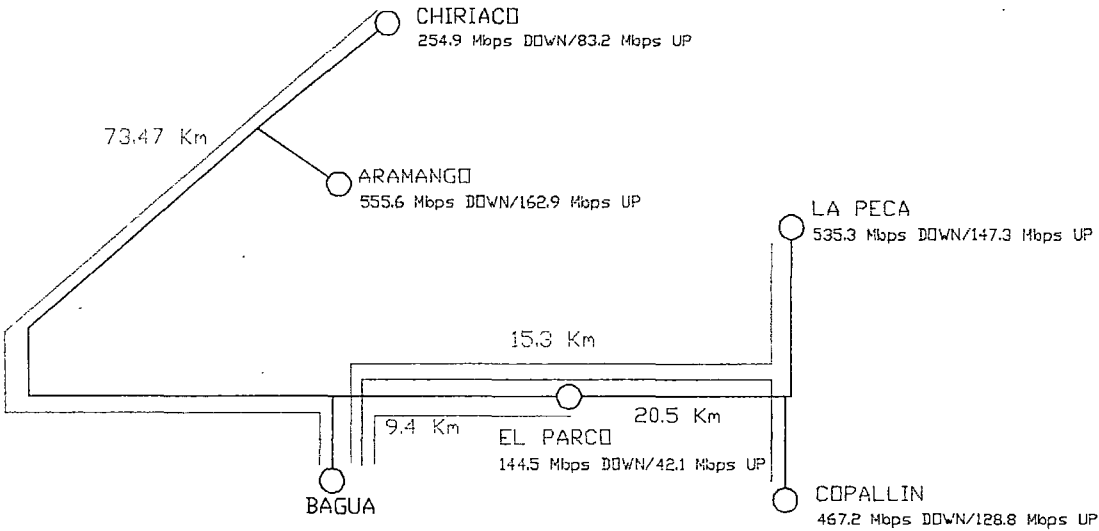 CHIRIACO
254.9 Mbps DOWN/83.2 Mbps UP
73.47 Km
ARAMANGO
555.6 Mbps DOWN/162.9 Mbps UP
LA PECA
535.3 Mbps DOWN/147.3 Mbps UP
15.3 Km
9.4 Km
20.5 Km
EL PARCO
144.5 Mbps DOWN/42.1 Mbps UP
BAGUA
COPALLIN
467.2 Mbps DOWN/128.8 Mbps UP